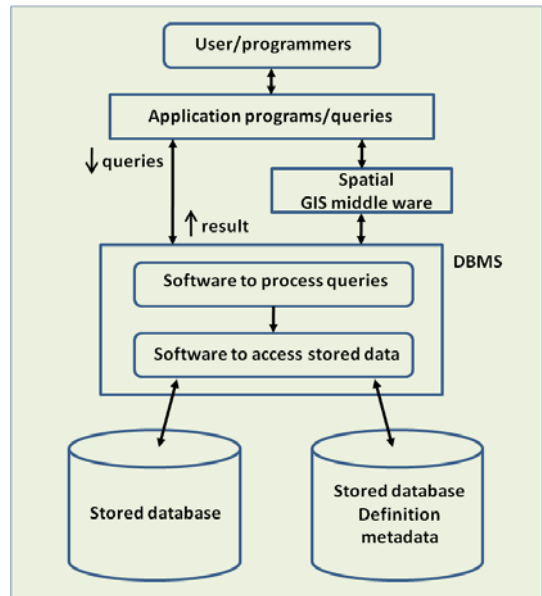 User/programmers
Application programs/queries
↓ queries
Spatial
GIS middle ware
↑ result
DBMS
Software to process queries
Software to access stored data
Stored database
Stored database
Definition
metadata